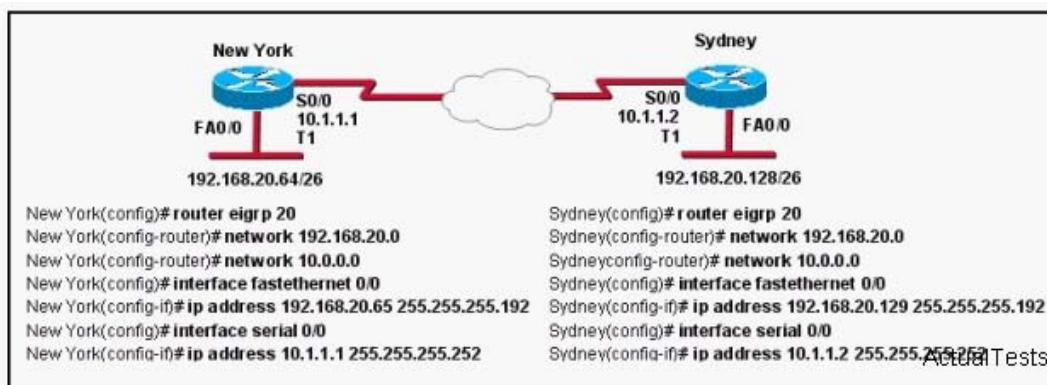 New York
Sydney
S0/0
10.1.1.1
T1
FA0/0
192.168.20.64/26
S0/0
10.1.1.2
T1
FA0/0
192.168.20.128/26
New York(config)# router eigrp 20
New York(config-router)# network 192.168.20.0
New York(config-router)# network 10.0.0.0
New York(config)# interface fastethernet 0/0
New York(config-if)# ip address 192.168.20.65 255.255.255.192
New York(config)# interface serial 0/0
New York(config-if)# ip address 10.1.1.1 255.255.255.252
Sydney(config)# router eigrp 20
Sydney(config-router)# network 192.168.20.0
Sydneyconfig-router)# network 10.0.0.0
Sydney(config)# interface fastethernet 0/0
Sydney(config-if)# ip address 192.168.20.129 255.255.255.192
Sydney(config)# interface serial 0/0
Sydney(config-if)# ip address 10.1.1.2 255.255.255.252
ActualTests